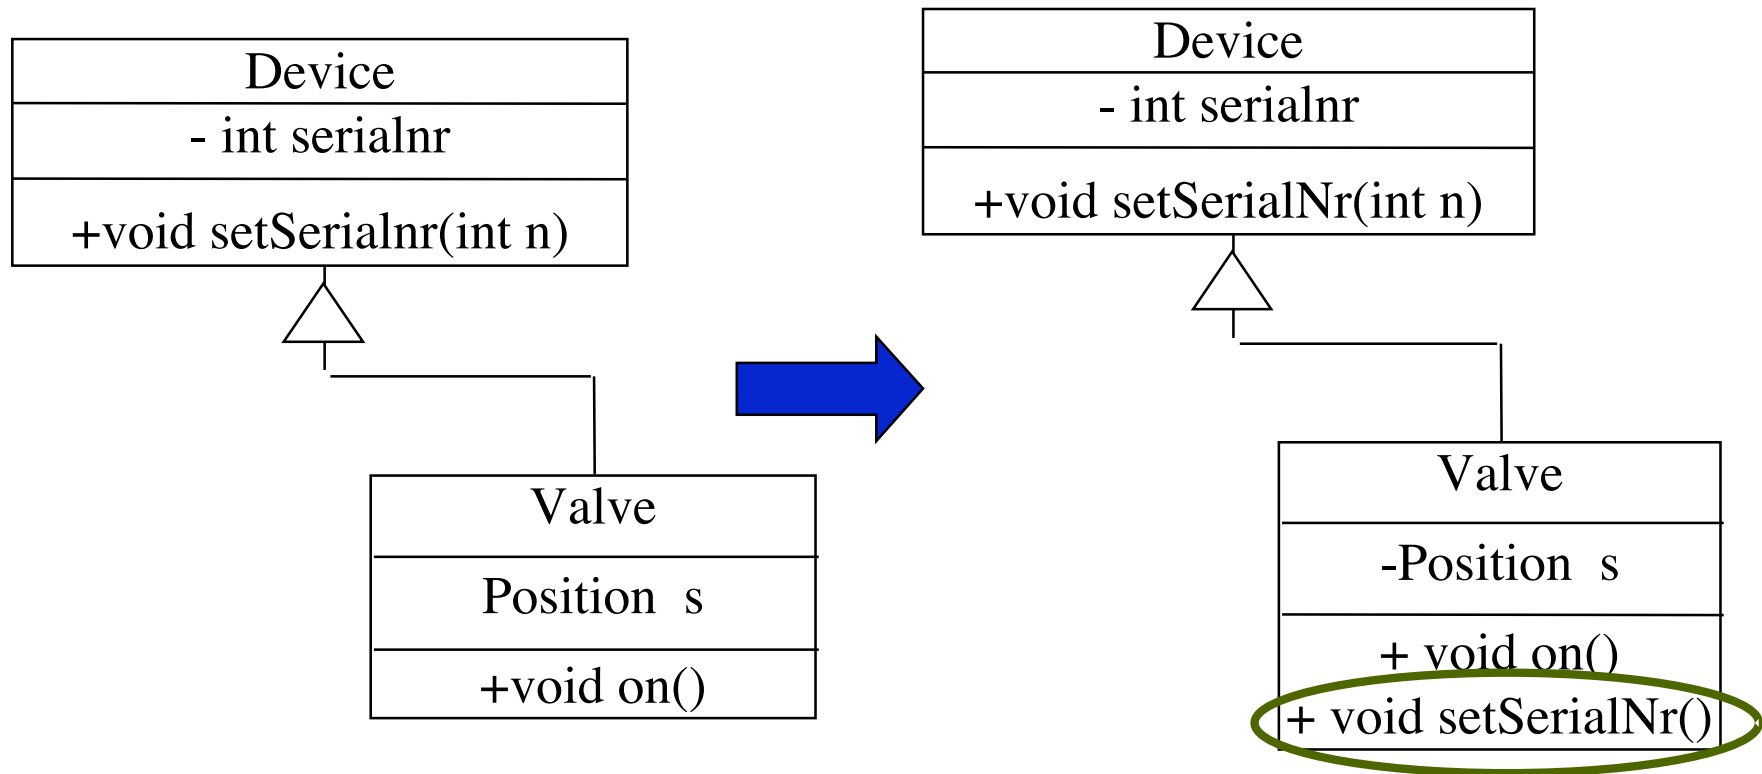 Device
- int serialnr
+void setSerialnr(int n)
Valve
Position s
+void on()
Device
- int serialnr
+void setSerialNr(int n)
Valve
-Position s
+ void on()
+ void setSerialNr()